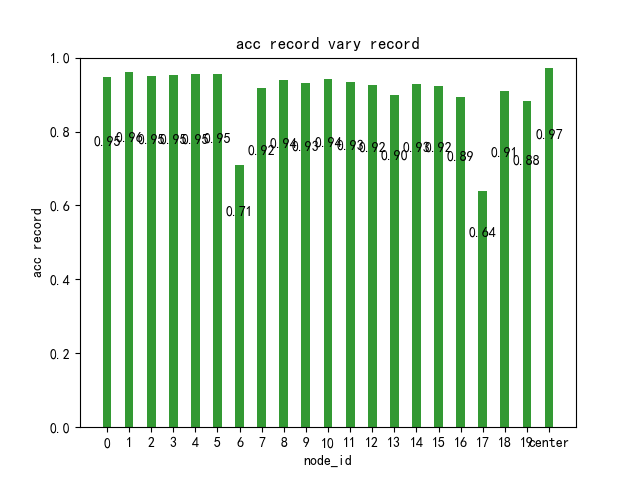 acc record vary record
1.0
0.8
0.6
0.4
0.2
0.0
acc record
0.95 0.96 0.95 0.95 0.95 0.95 0.71 0.92 0.94 0.93 0.94 0.93 0.92 0.90 0.93 0.92 0.89 0.64 0.91 0.88 0.97
0 1 2 3 4 5 6 7 8 9 10 11 12 13 14 15 16 17 18 19 center
node_id